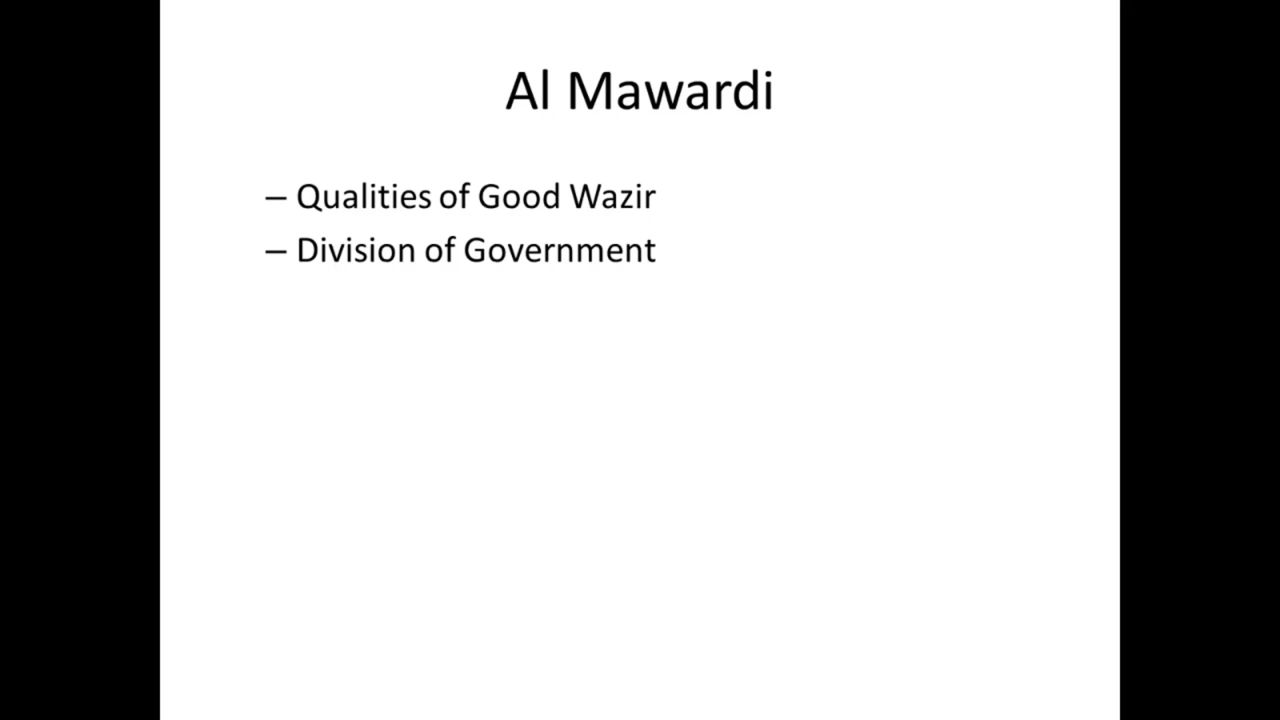 Al Mawardi
– Qualities of Good Wazir
– Division of Government